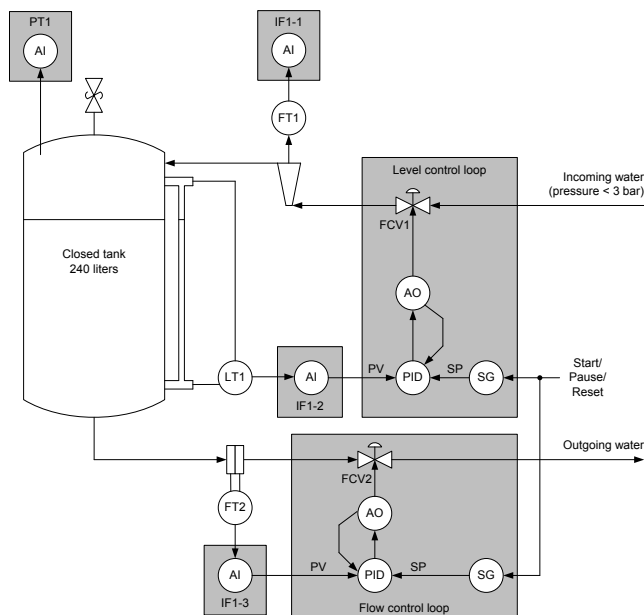 PT1
AI
IF1-1
AI
FT1
Level control loop
Incoming water
(pressure < 3 bar)
FCV1
Closed tank
240 liters
AO
LT1
AI
IF1-2
PV
PID
SP
SG
Start/
Pause/
Reset
Outgoing water
FCV2
FT2
AO
AI
IF1-3
PV
PID
SP
SG
Flow control loop